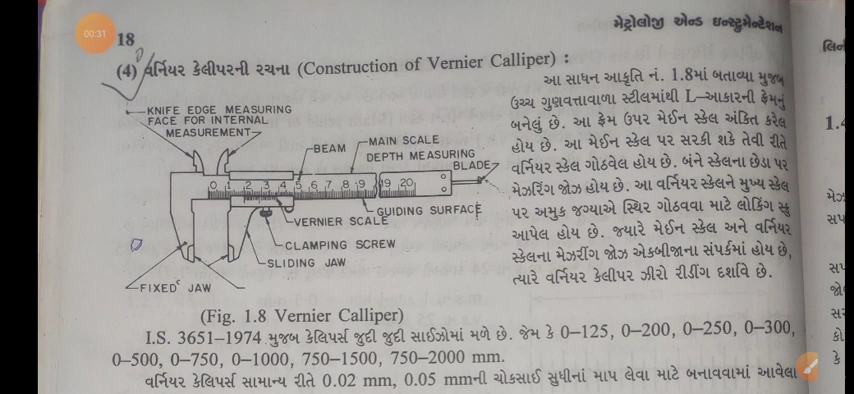 00:31
18
મેટ્રોલોજી એન્ડ ઇન્સ્ટ્રુમેન્ટેશન
(4) વર્નિયર કેલીપરની રચના (Construction of Vernier Calliper) :
KNIFE EDGE MEASURING
FACE FOR INTERNAL
MEASUREMENT
BEAM
MAIN SCALE
DEPTH MEASURING
BLADE
0 1 2 3 4 5 6 7 8 9 19 20
GUIDING SURFACE
VERNIER SCALE
CLAMPING SCREW
SLIDING JAW
FIXED JAW
(Fig. 1.8 Vernier Calliper)
આ સાધન આકૃતિ નં. 1.8માં બતાવ્યા મુજબ
ઉચ્ચ ગુણવત્તાવાળા સ્ટીલમાંથી L-આકારની ફ્રેમનું
બનેલું છે. આ ફ્રેમ ઉપર મેઈન સ્કેલ અંકિત કરેલ
હોય છે. આ મેઈન સ્કેલ પર સરકી શકે તેવી રીતે
વર્નિયર સ્કેલ ગોઠવેલ હોય છે. બંને સ્કેલના છેડા પર
મેઝરિંગ જોઝ હોય છે. આ વર્નિયર સ્કેલને મુખ્ય સ્કેલ
પર અમુક જગ્યાએ સ્થિર ગોઠવવા માટે લોકિંગ સ્ક્રુ
આપેલ હોય છે. જ્યારે મેઈન સ્કેલ અને વર્નિયર
સ્કેલના મેઝરીંગ જોઝ એકબીજાના સંપર્કમાં હોય છે,
ત્યારે વર્નિયર કેલીપર ઝીરો રીડીંગ દર્શાવે છે.
I.S. 3651-1974 મુજબ કેલિપર્સ જુદી જુદી સાઈઝોમાં મળે છે. જેમ કે 0-125, 0-200, 0-250, 0-300,
0-500, 0-750, 0-1000, 750-1500, 750-2000 mm.
વર્નિયર કેલિપર્સ સામાન્ય રીતે 0.02 mm, 0.05 mmની ચોકસાઈ સુધીનાં માપ લેવા માટે બનાવવામાં આવેલા